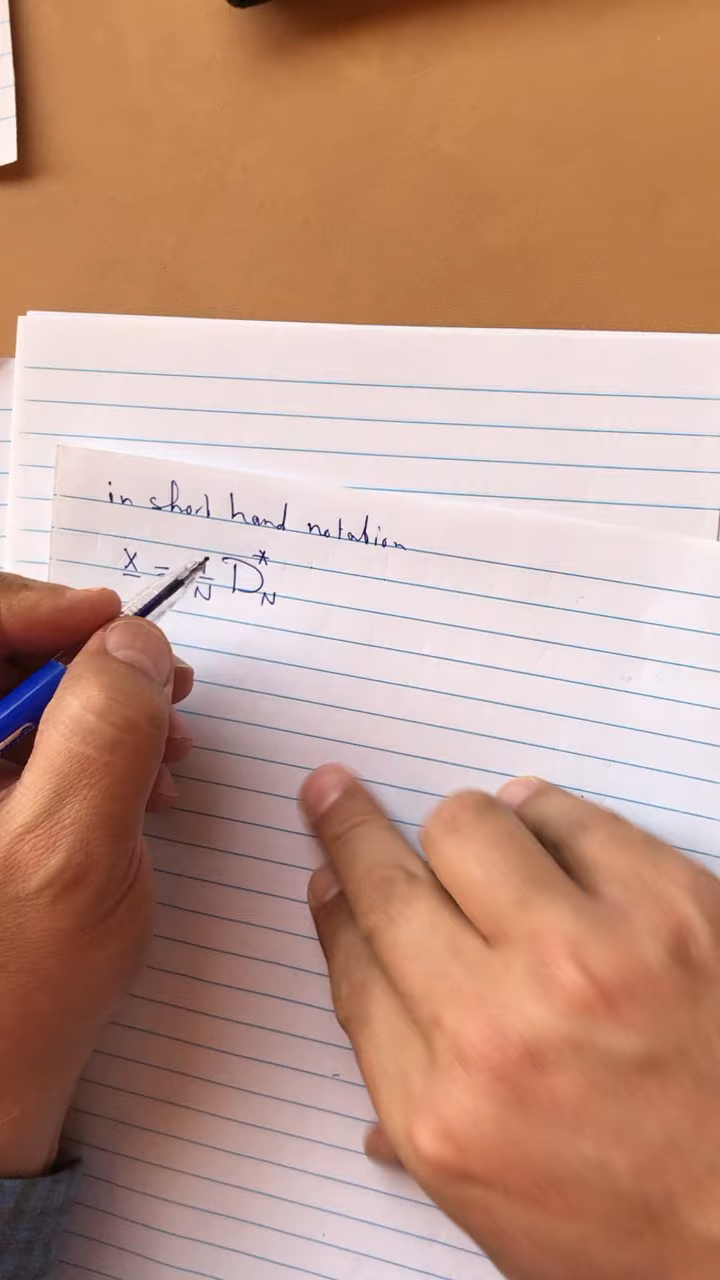 in short hand notation
x = 1/N D*N